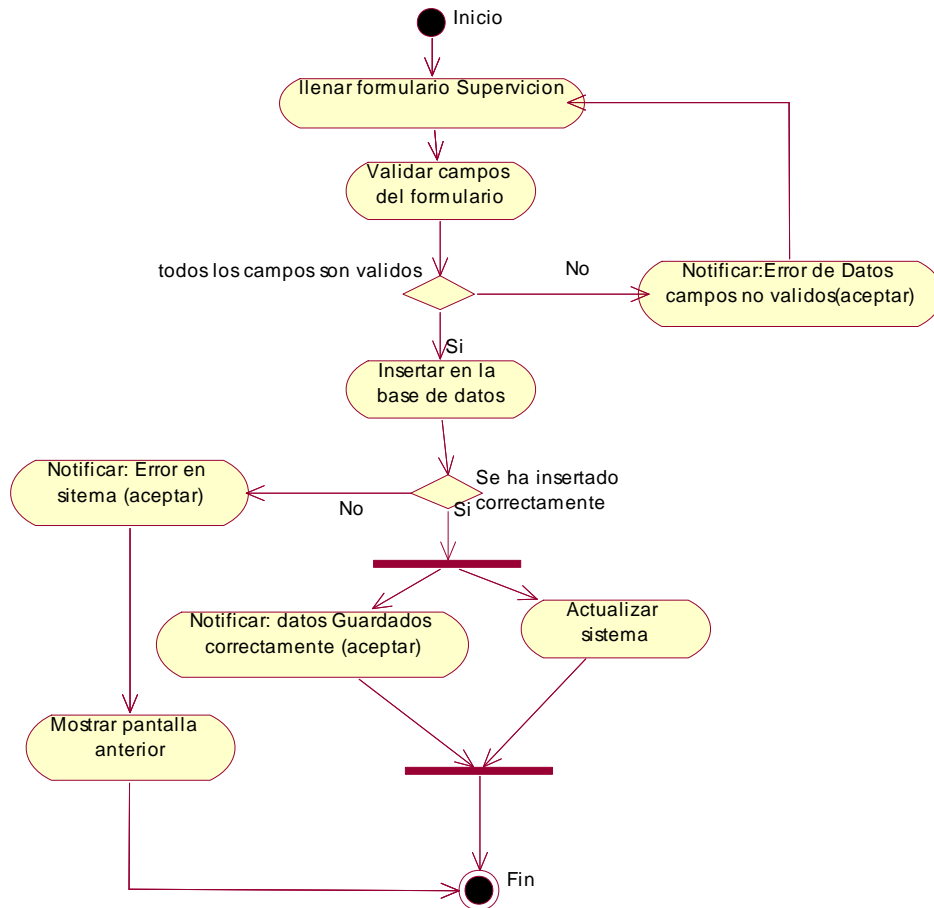 Inicio
llenar formulario Supervicion
Validar campos
del formulario
todos los campos son validos
No
Notificar:Error de Datos
campos no validos(aceptar)
Si
Insertar en la
base de datos
Notificar: Error en
sitema (aceptar)
No
Se ha insertado
correctamente
Si
Notificar: datos Guardados
correctamente (aceptar)
Actualizar
sistema
Mostrar pantalla
anterior
Fin